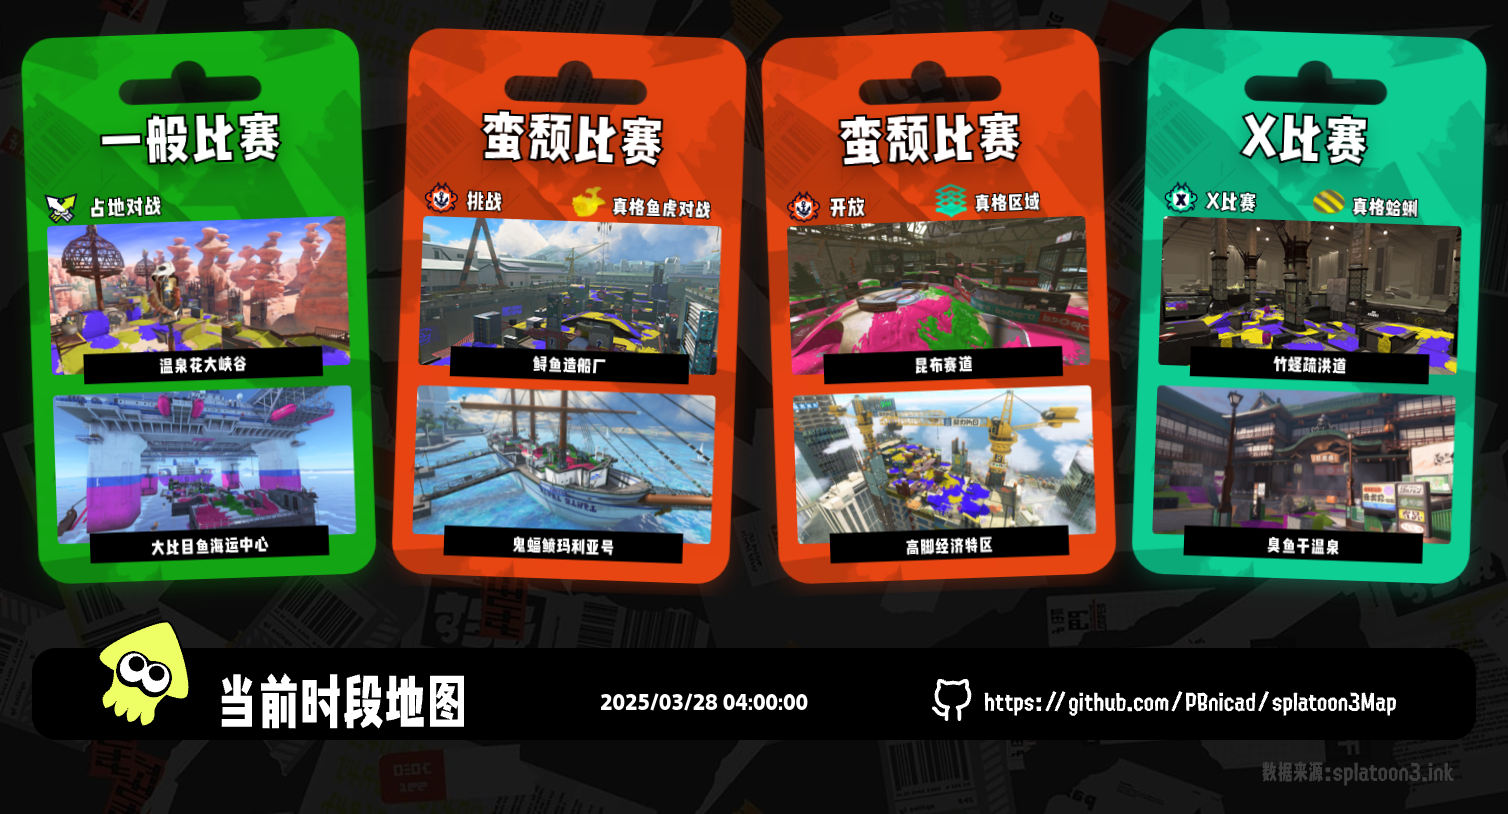 一般比赛
占地对战
温泉花大峡谷
大比目鱼海运中心
蛮颓比赛
挑战
真格鱼虎对战
鲟鱼造船厂
鬼蝠鲼玛利亚号
蛮颓比赛
开放
真格区域
昆布赛道
高脚经济特区
X比赛
X比赛
真格蛤蜊
竹蛏疏洪道
臭鱼干温泉
当前时段地图
2025/03/28 04:00:00
https://github.com/PBnicad/splatoon3Map
数据来源:splatoon3.ink